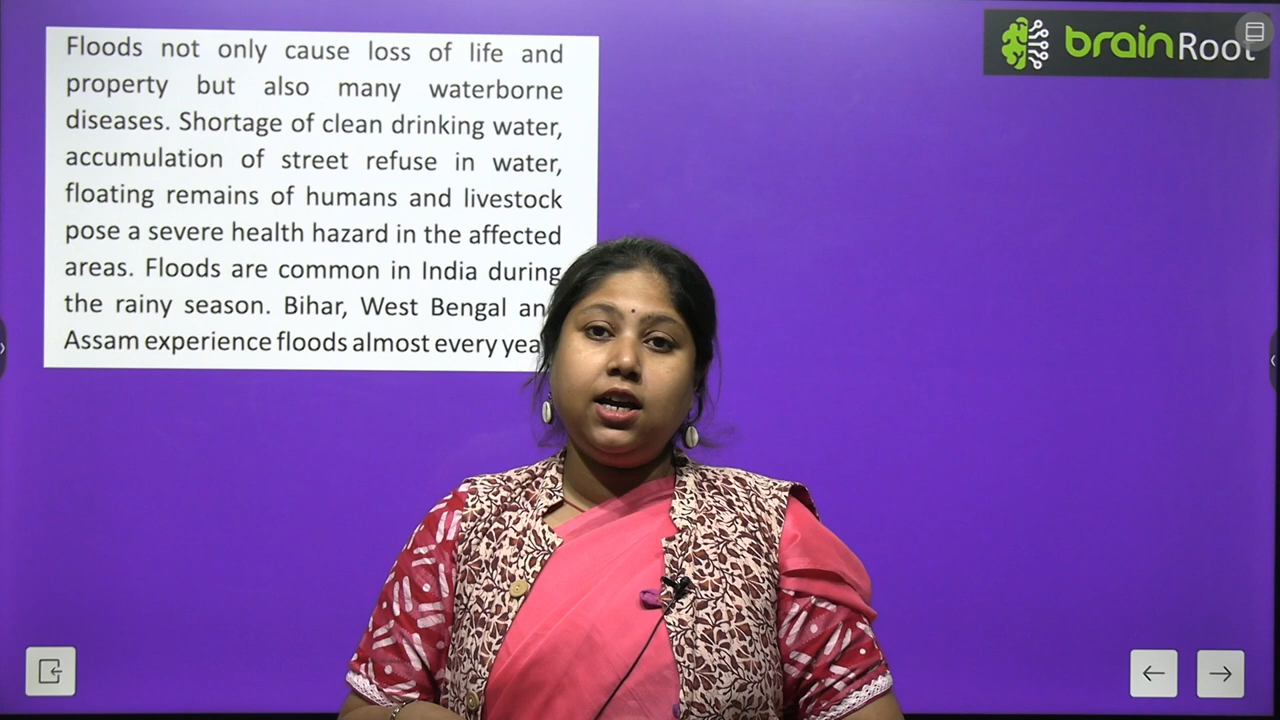 Floods not only cause loss of life and
property but also many waterborne
diseases. Shortage of clean drinking water,
accumulation of street refuse in water,
floating remains of humans and livestock
pose a severe health hazard in the affected
areas. Floods are common in India during
the rainy season. Bihar, West Bengal an
Assam experience floods almost every yea
brainRoot